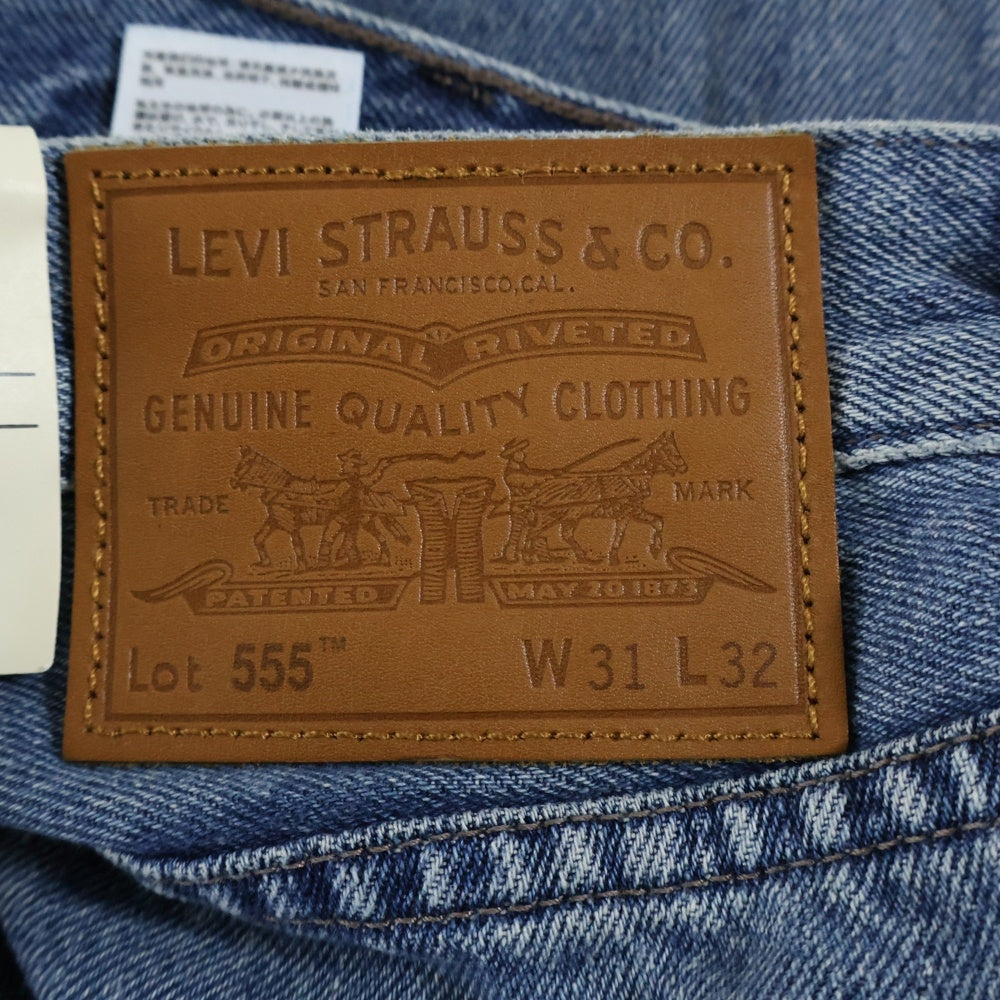 LEVI STRAUSS & CO.
SAN FRANCISCO, CAL.
ORIGINAL RIVETED
GENUINE QUALITY CLOTHING
TRADE MARK
PATENTED MAY 20 1873
Lot 555™ W 31 L 32